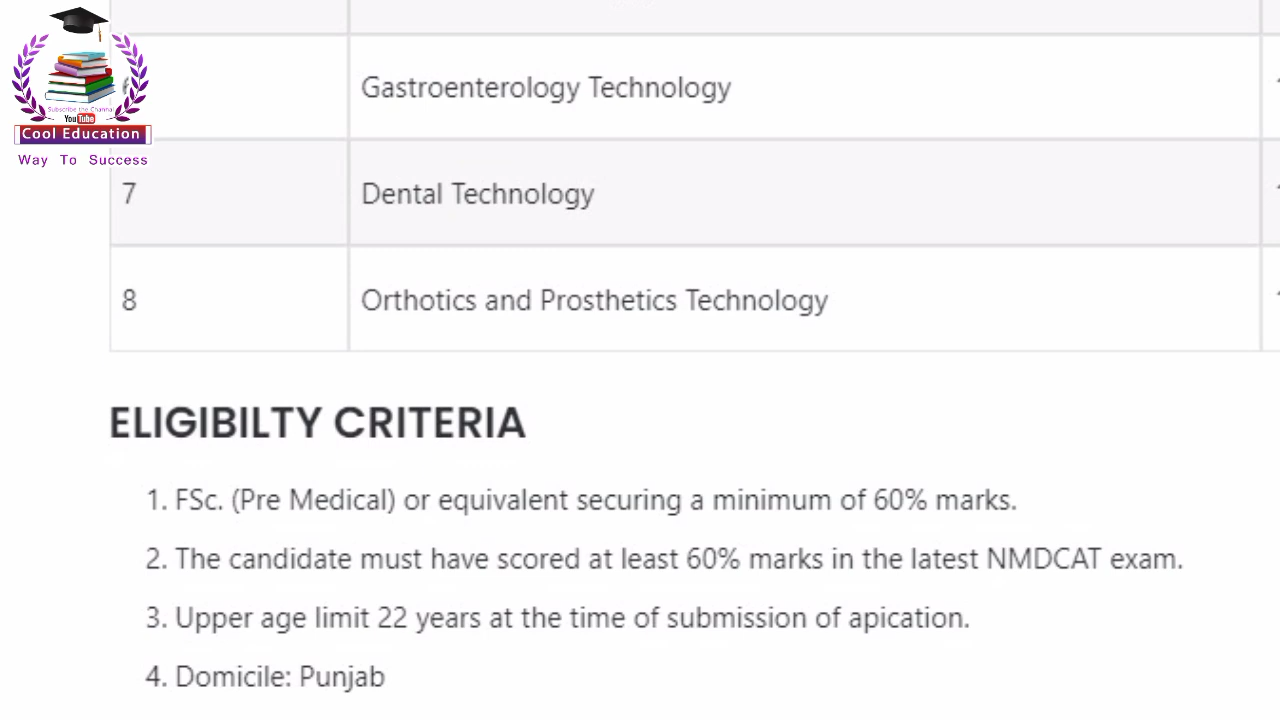 Gastroenterology Technology
Subscribe the Channel
YouTube
Cool Education
Way To Success
7 Dental Technology
8 Orthotics and Prosthetics Technology
ELIGIBILTY CRITERIA
1. FSc. (Pre Medical) or equivalent securing a minimum of 60% marks.
2. The candidate must have scored at least 60% marks in the latest NMDCAT exam.
3. Upper age limit 22 years at the time of submission of apication.
4. Domicile: Punjab